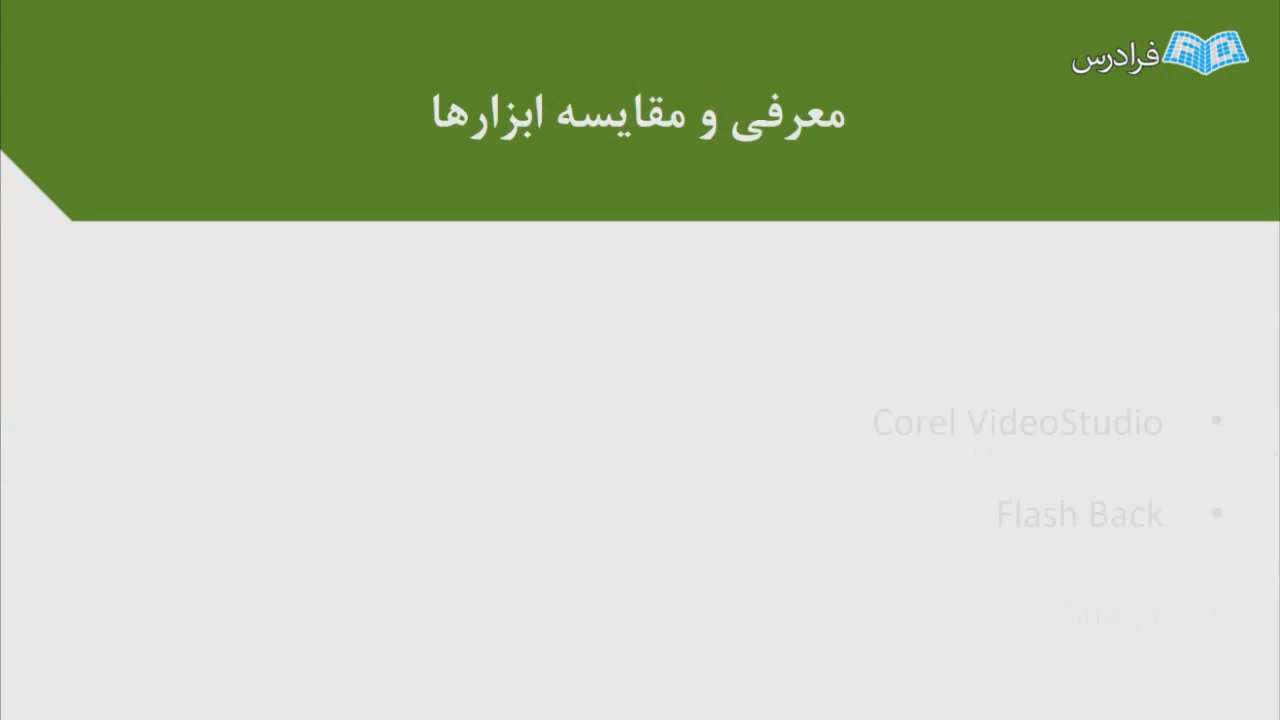 فرادرس
معرفی و مقایسه ابزارها
• Corel VideoStudio
• Flash Back